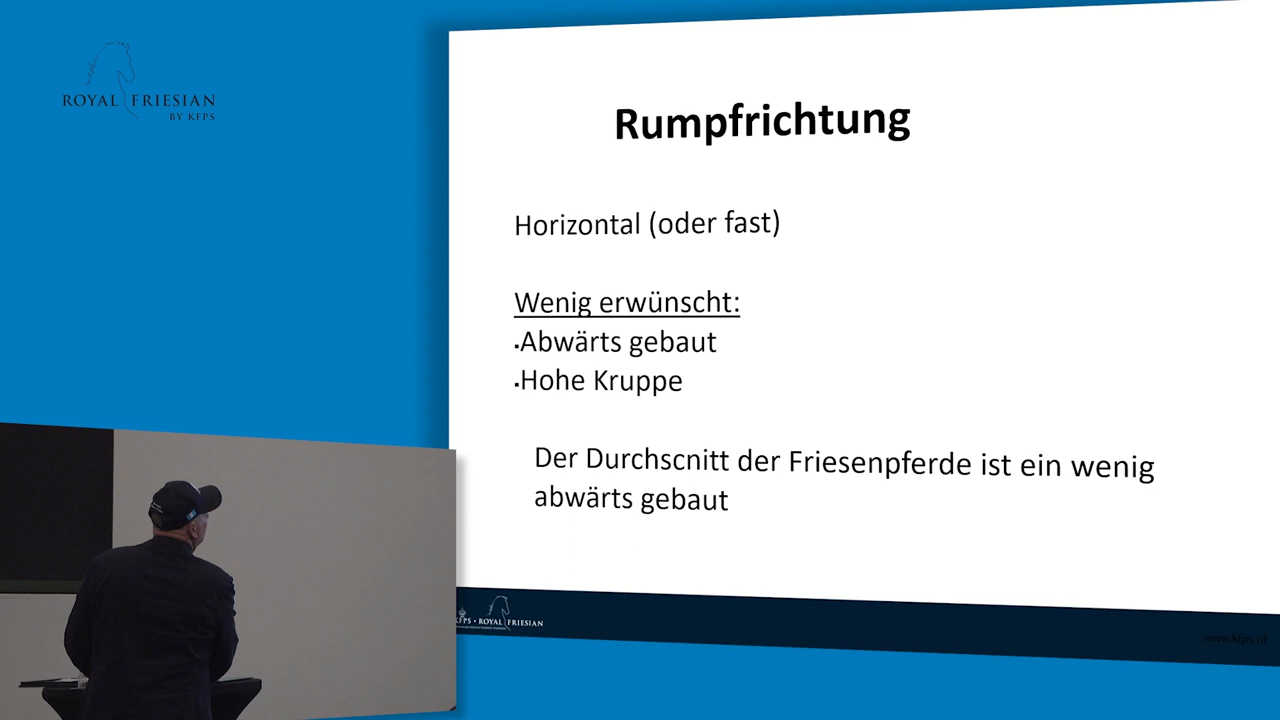 ROYAL FRIESIAN
BY KFPS
Rumpfrichtung
Horizontal (oder fast)
Wenig erwünscht:
▪Abwärts gebaut
▪Hohe Kruppe
Der Durchscnitt der Friesenpferde ist ein wenig
abwärts gebaut
KFPS • ROYAL FRIESIAN
www.kfps.nl